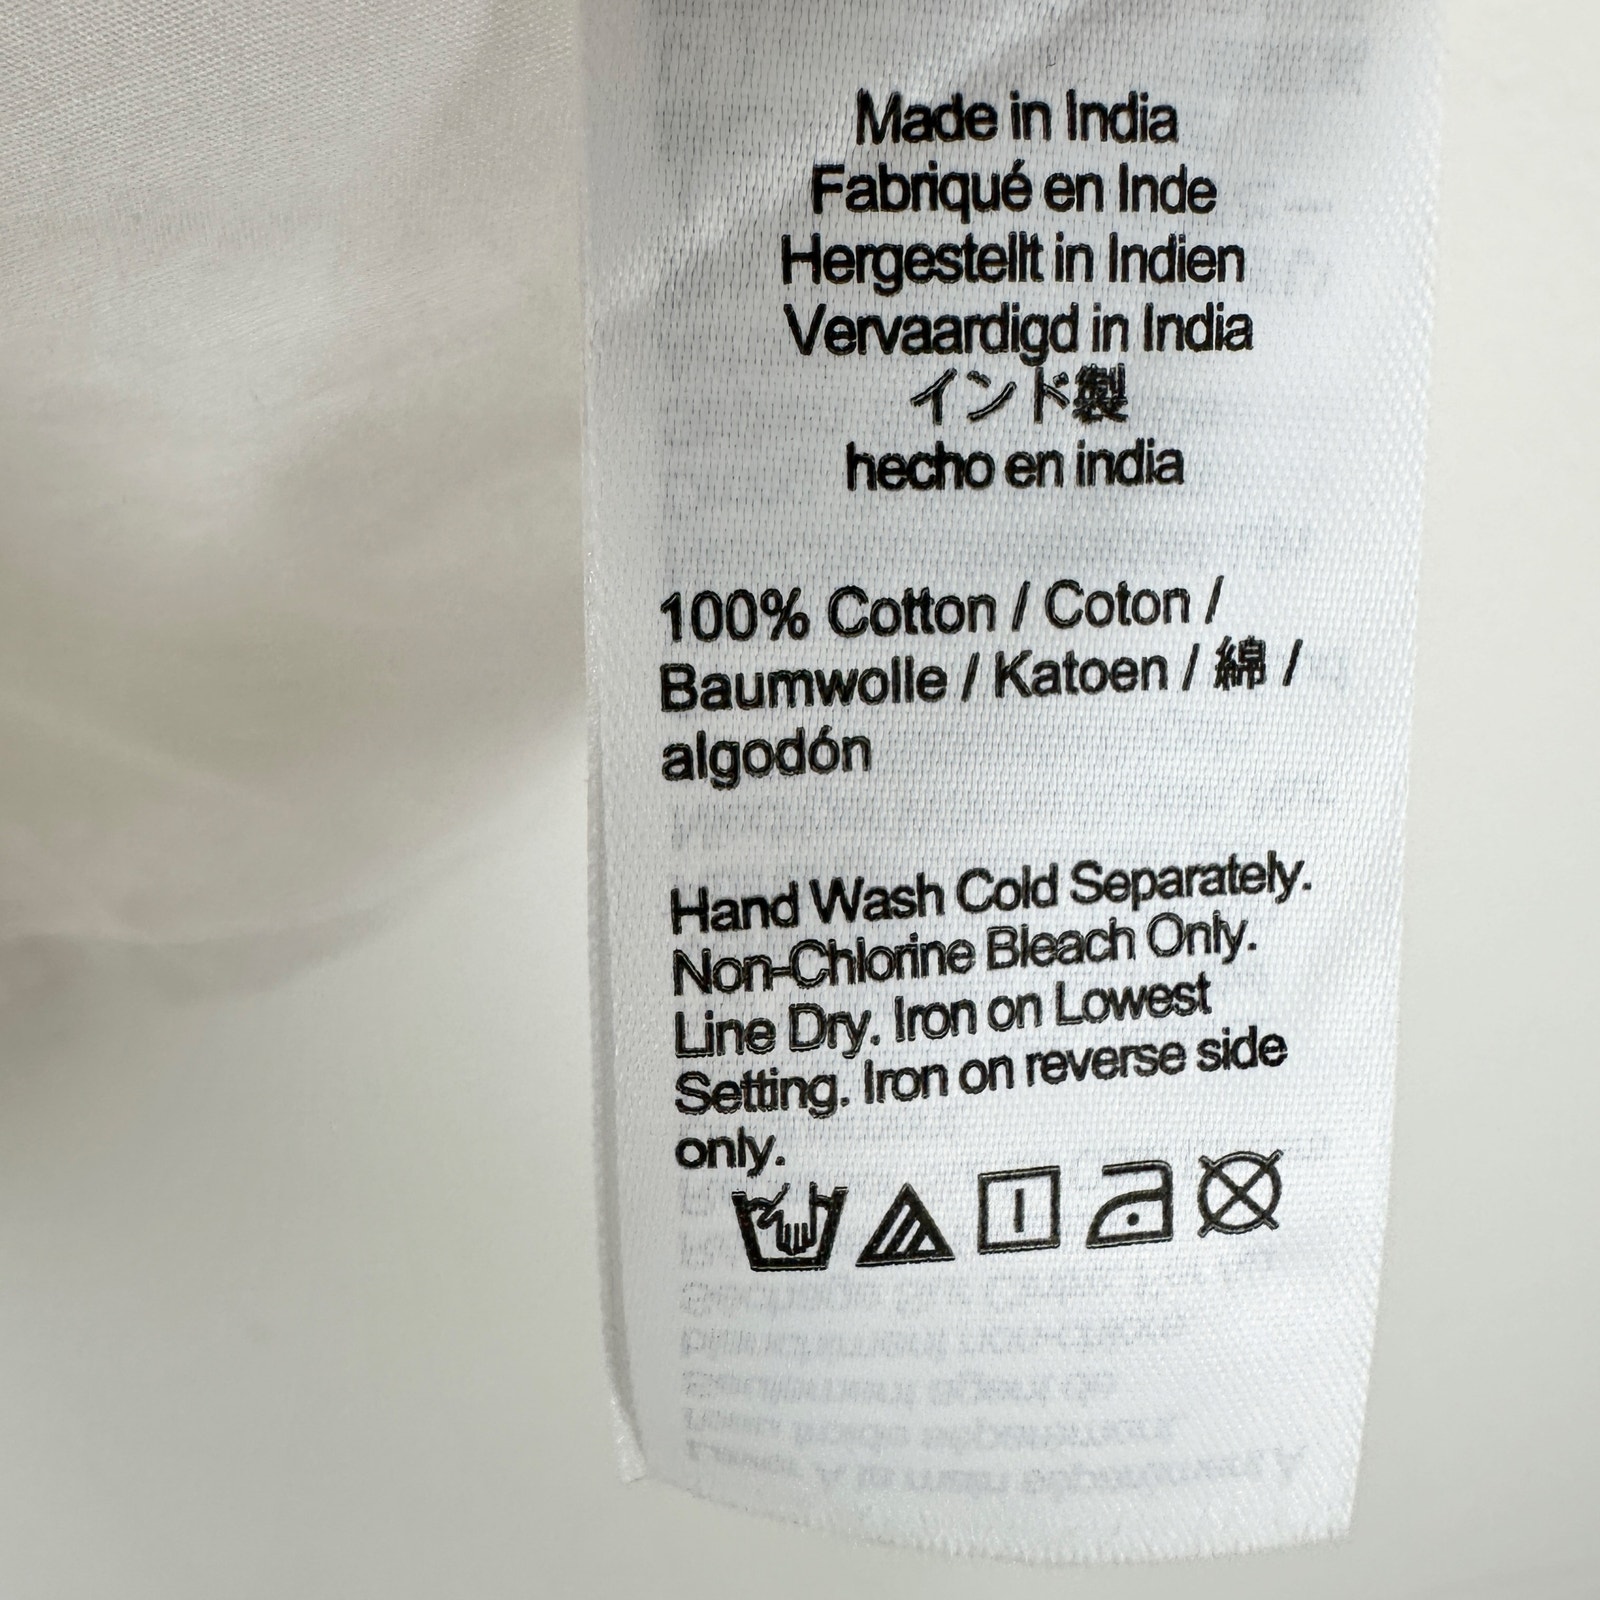 Made in India
Fabriqué en Inde
Hergestellt in Indien
Vervaardigd in India
インド製
hecho en india
100% Cotton / Coton /
Baumwolle / Katoen / 綿 /
algodón
Hand Wash Cold Separately.
Non-Chlorine Bleach Only.
Line Dry. Iron on Lowest
Setting. Iron on reverse side
only.